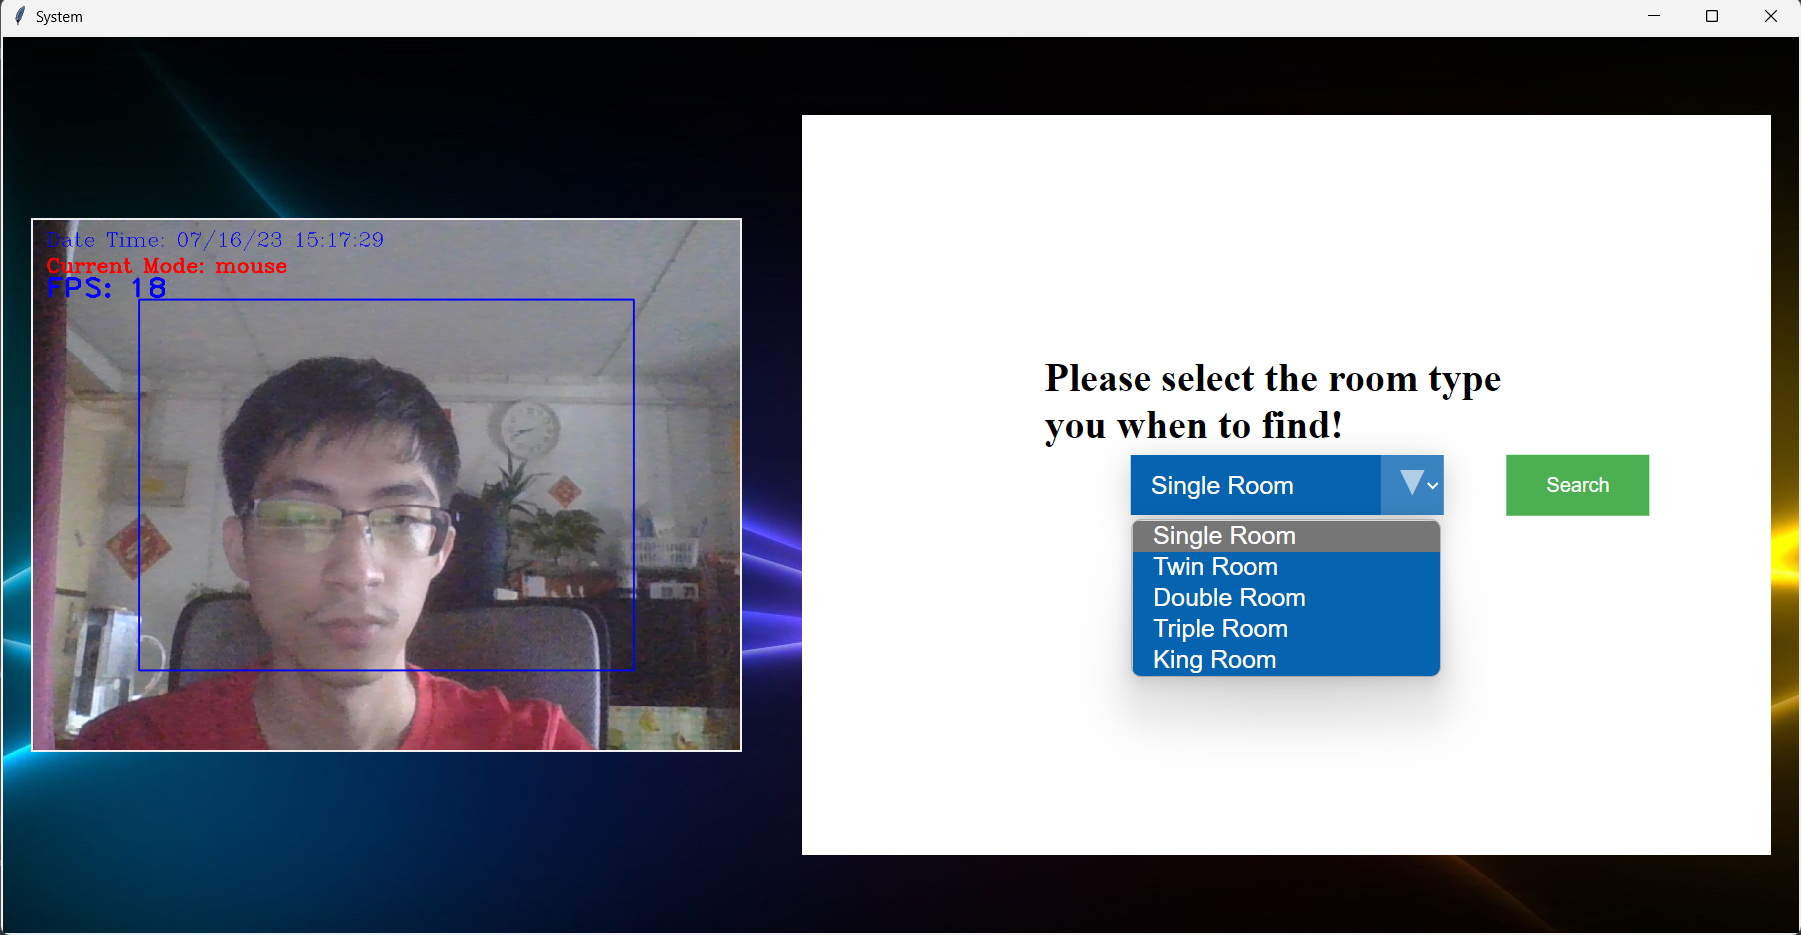 System
Date Time: 07/16/23 15:17:29
Current Mode: mouse
FPS: 18
Please select the room type
you when to find!
Single Room
Search
Single Room
Twin Room
Double Room
Triple Room
King Room